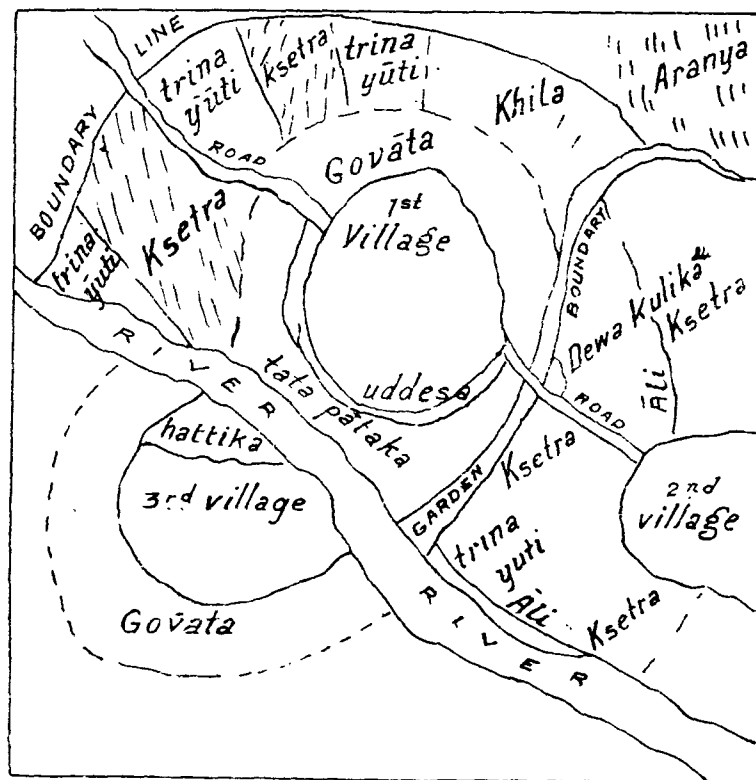 LINE
BOUNDARY
trina
yūti
ksetra
trina
yūti
Khila
Aranya
ROAD
Govāta
1st
Village
Ksetra
trina
yuti
BOUNDARY
Dewa Kulika
Ksetra
Āli
ROAD
RIVER
tata pātaka
uddesa
hattika
3rd village
GARDEN
Ksetra
2nd
village
trina
yuti
Āli
Ksetra
Govāta
RIVER